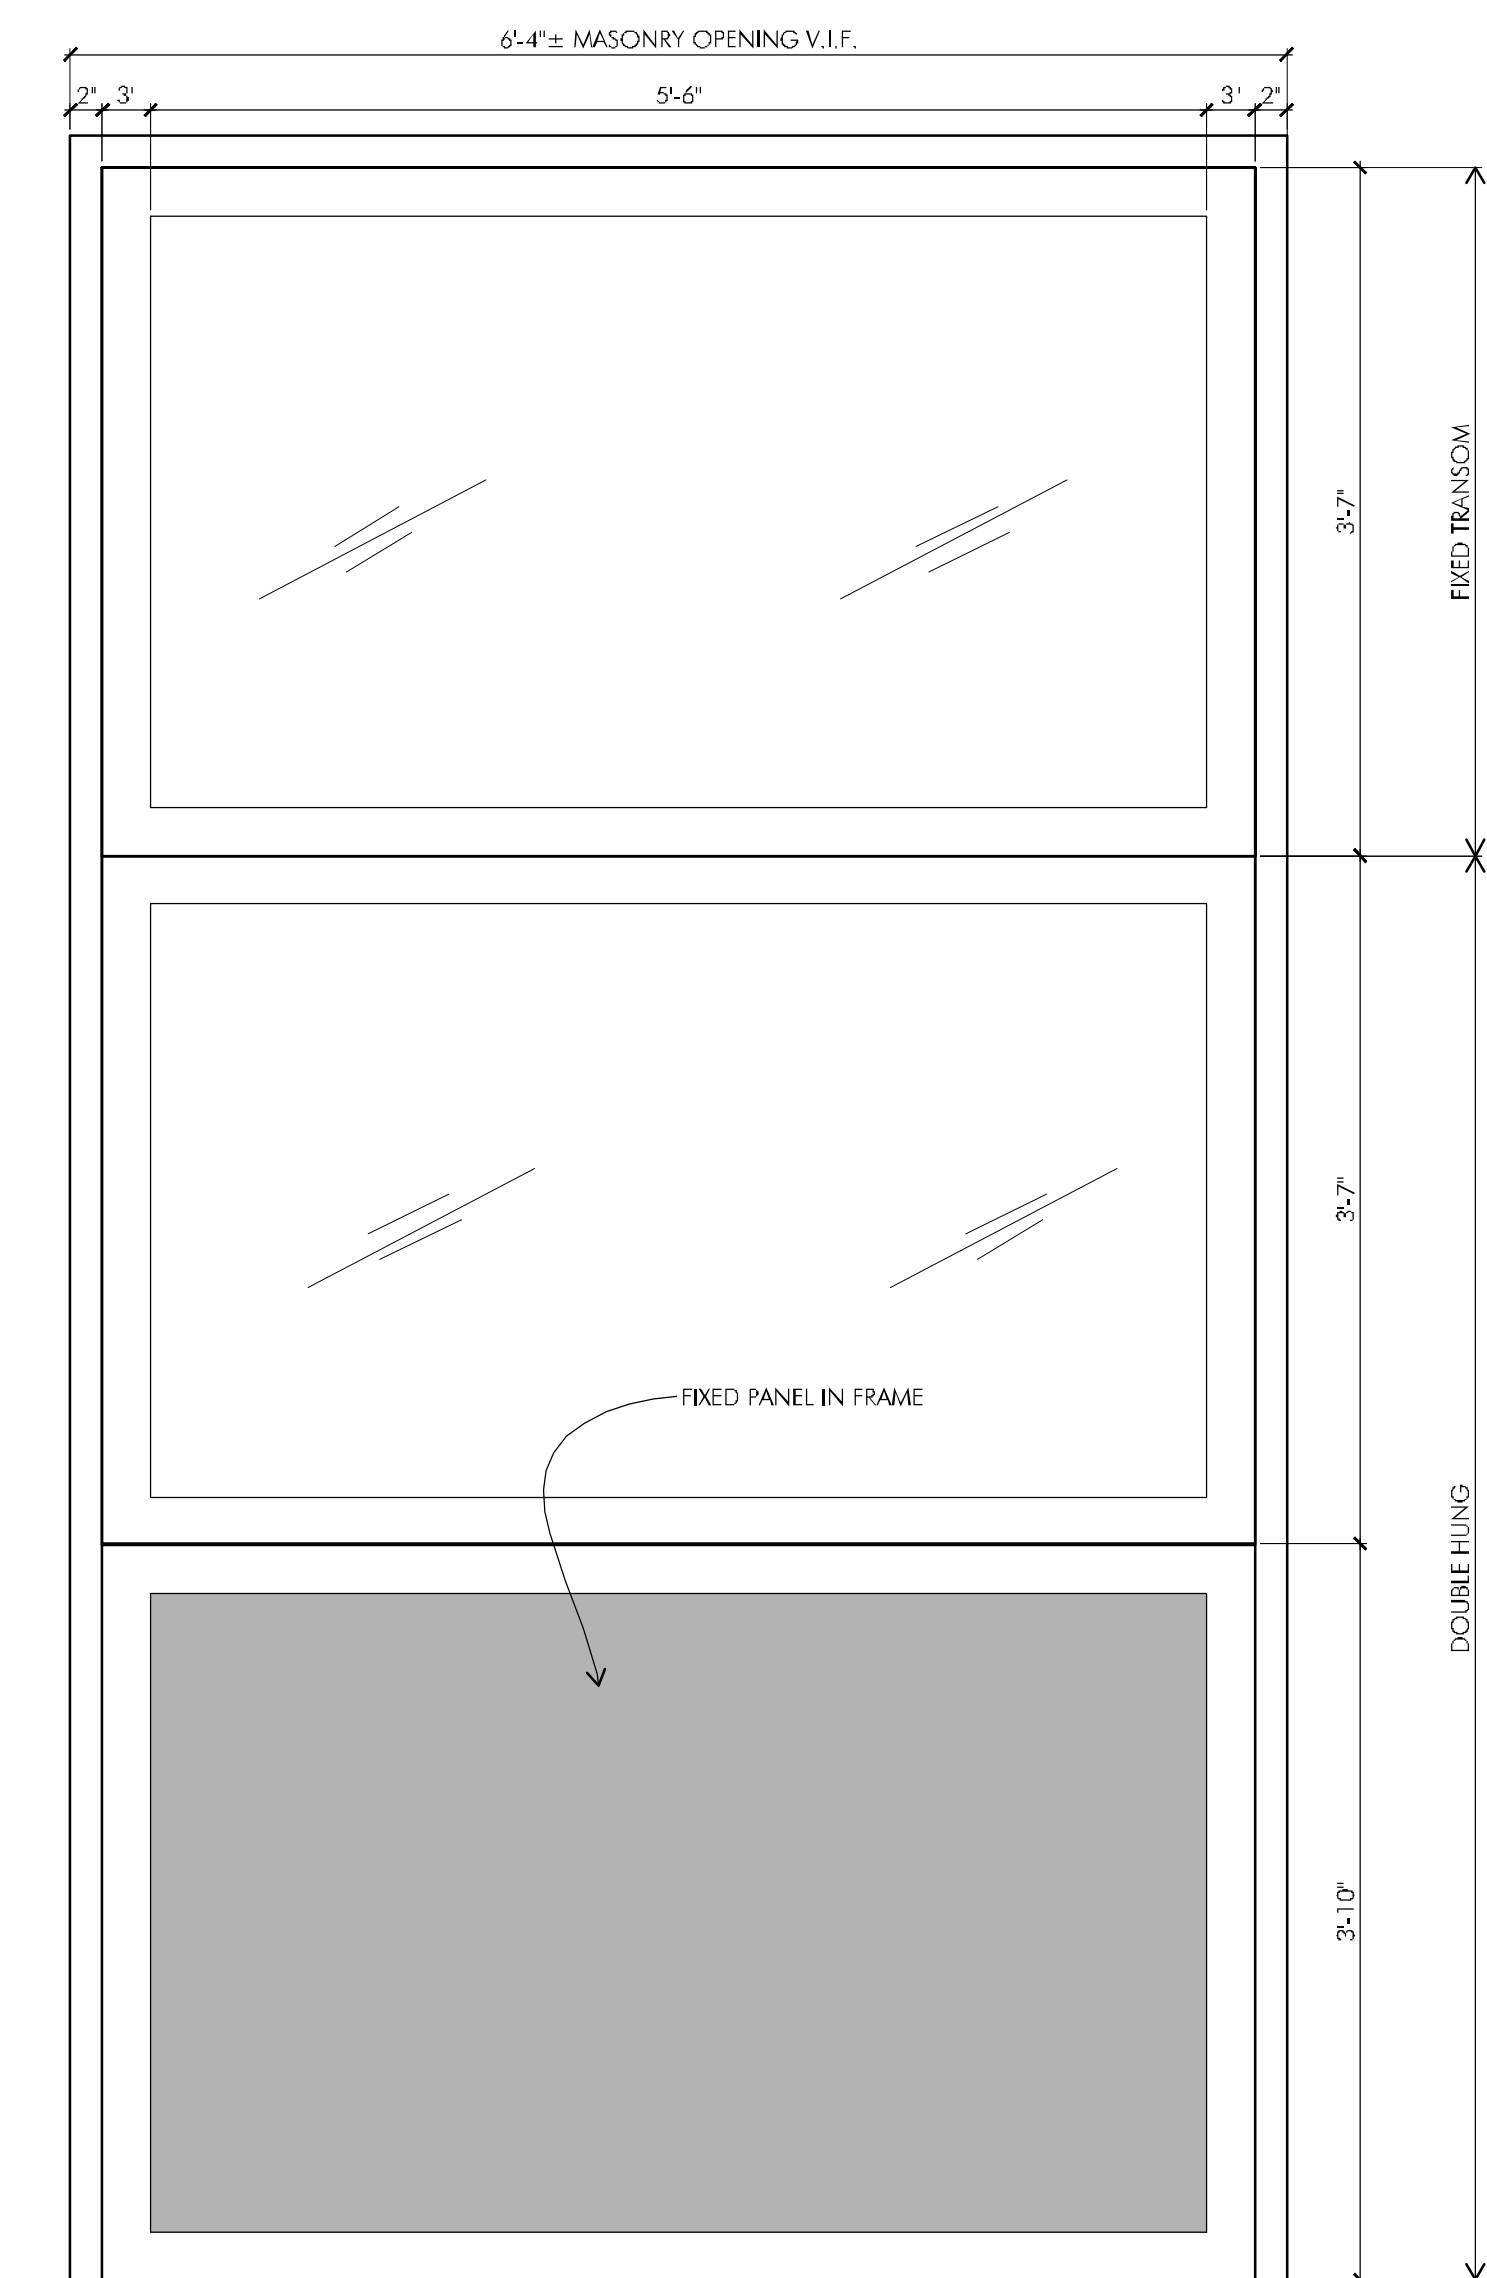 6'-4"± MASONRY OPENING V.I.F.
2" 3' 5'-6" 3' 2"
3'-7"
FIXED TRANSOM
3'-7"
FIXED PANEL IN FRAME
DOUBLE HUNG
3'-10"